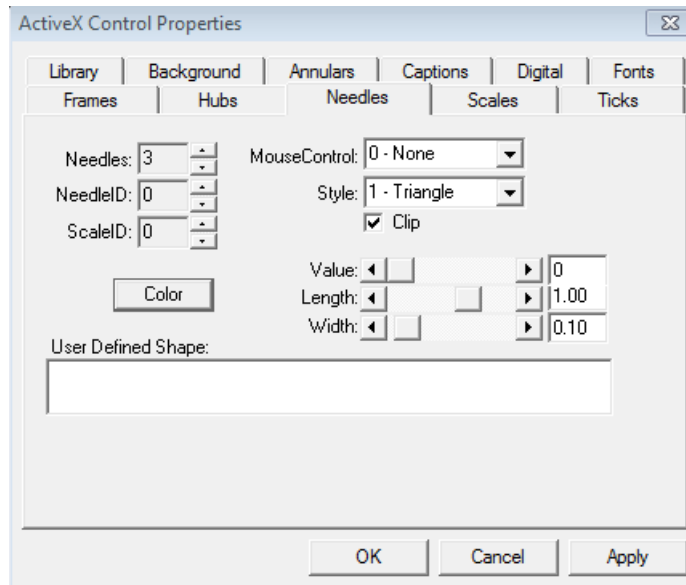 ActiveX Control Properties
Library Background Annulars Captions Digital Fonts
Frames Hubs Needles Scales Ticks
Needles: 3 MouseControl: 0 - None
NeedleID: 0 Style: 1 - Triangle
ScaleID: 0 Clip
Value: 0
Color Length: 1.00
Width: 0.10
User Defined Shape:
OK Cancel Apply